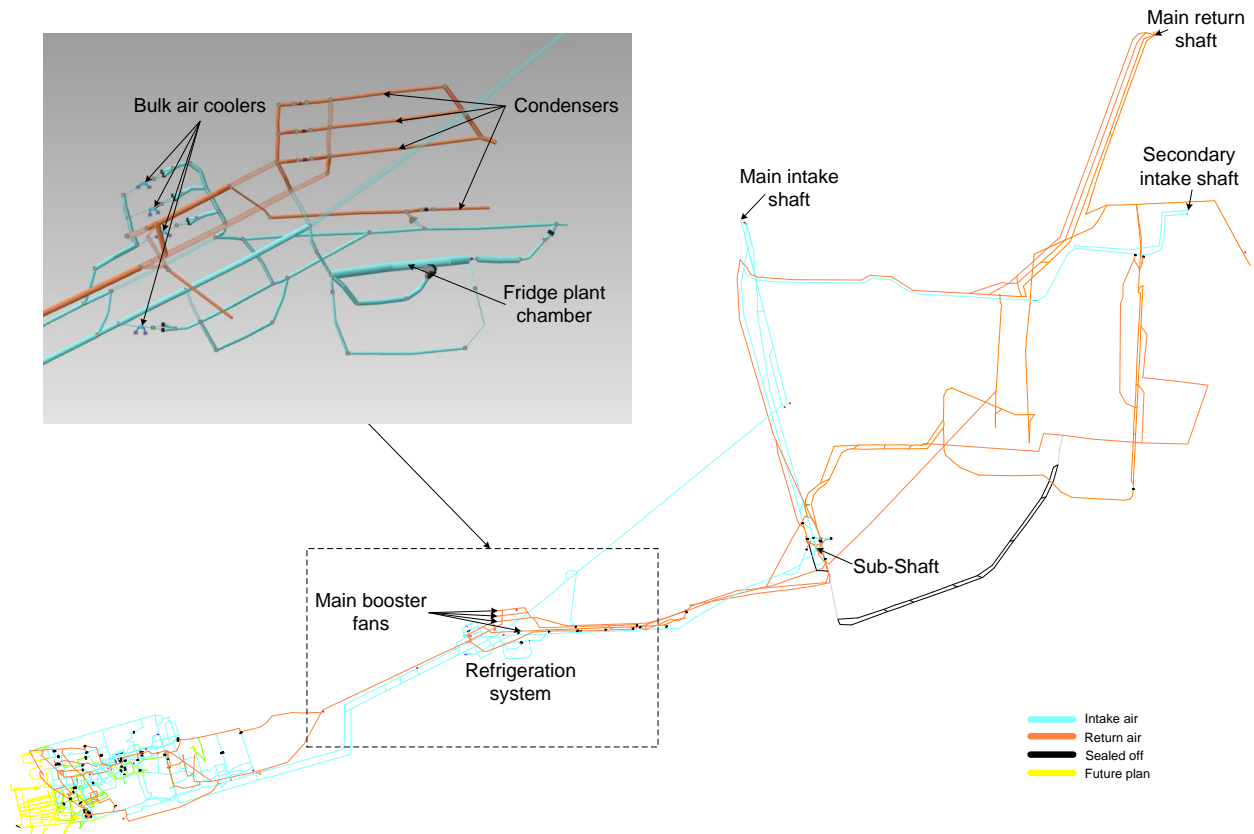 Main return
shaft
Bulk air coolers
Condensers
Secondary
intake shaft
Main intake
shaft
Fridge plant
chamber
Sub-Shaft
Main booster
fans
Refrigeration
system
Intake air
Return air
Sealed off
Future plan